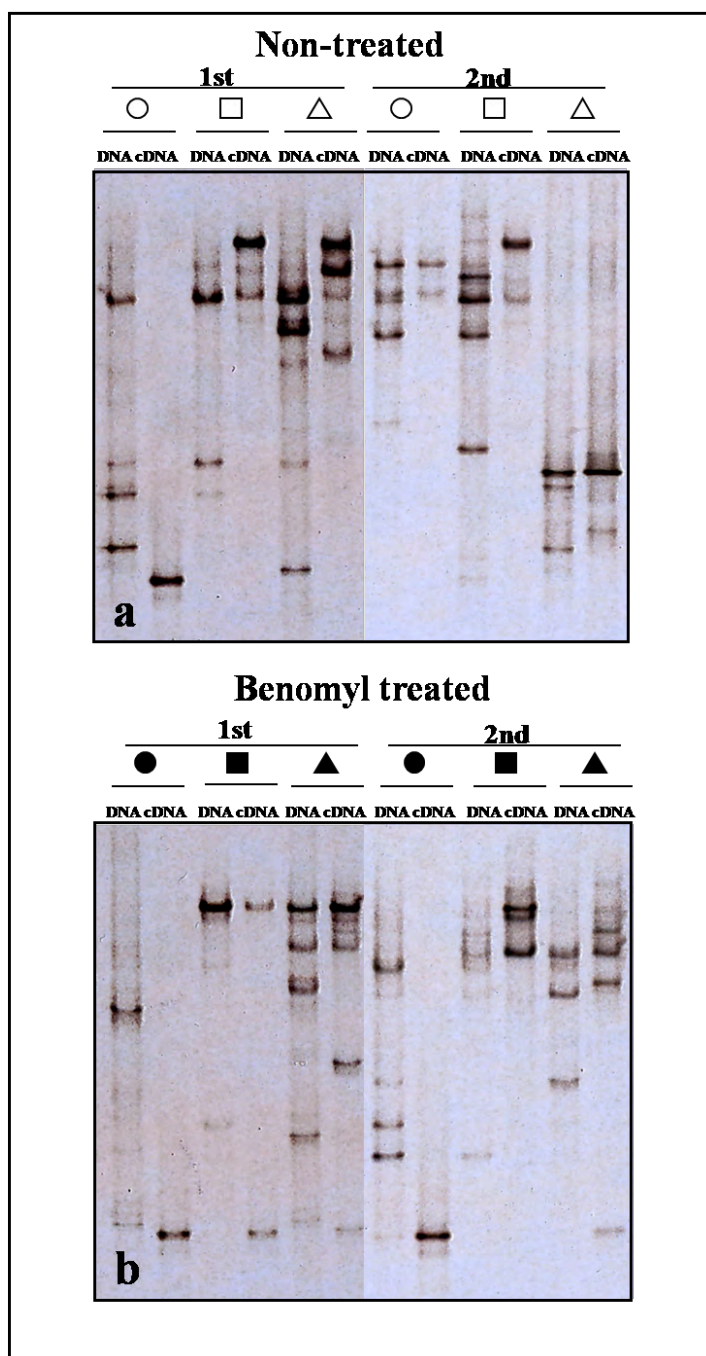 Non-treated
1st 2nd
○ □ △ ○ □ △
DNA cDNA DNA cDNA DNA cDNA DNA cDNA DNA cDNA DNA cDNA
a
Benomyl treated
1st 2nd
● ■ ▲ ● ■ ▲
DNA cDNA DNA cDNA DNA cDNA DNA cDNA DNA cDNA DNA cDNA
b